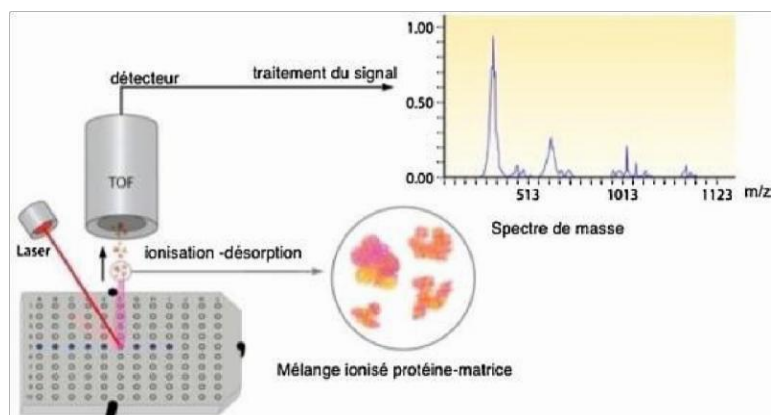 détecteur
traitement du signal
1.00
0.50
0.00
513 1013 1123 m/z
Spectre de masse
TOF
Laser
ionisation -désorption
Mélange ionisé protéine-matrice